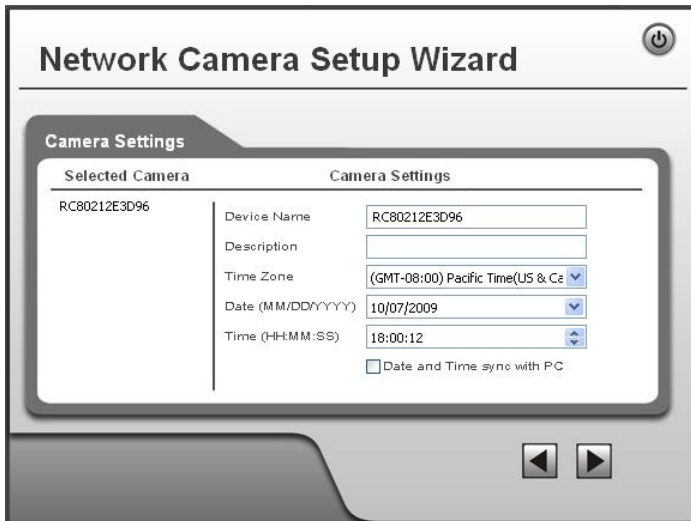 Network Camera Setup Wizard
Camera Settings
Selected Camera
Camera Settings
RC80212E3D96
Device Name RC80212E3D96
Description
Time Zone (GMT-08:00) Pacific Time(US & Ca
Date (MM/DD/YYYY) 10/07/2009
Time (HH:MM:SS) 18:00:12
Date and Time sync with PC